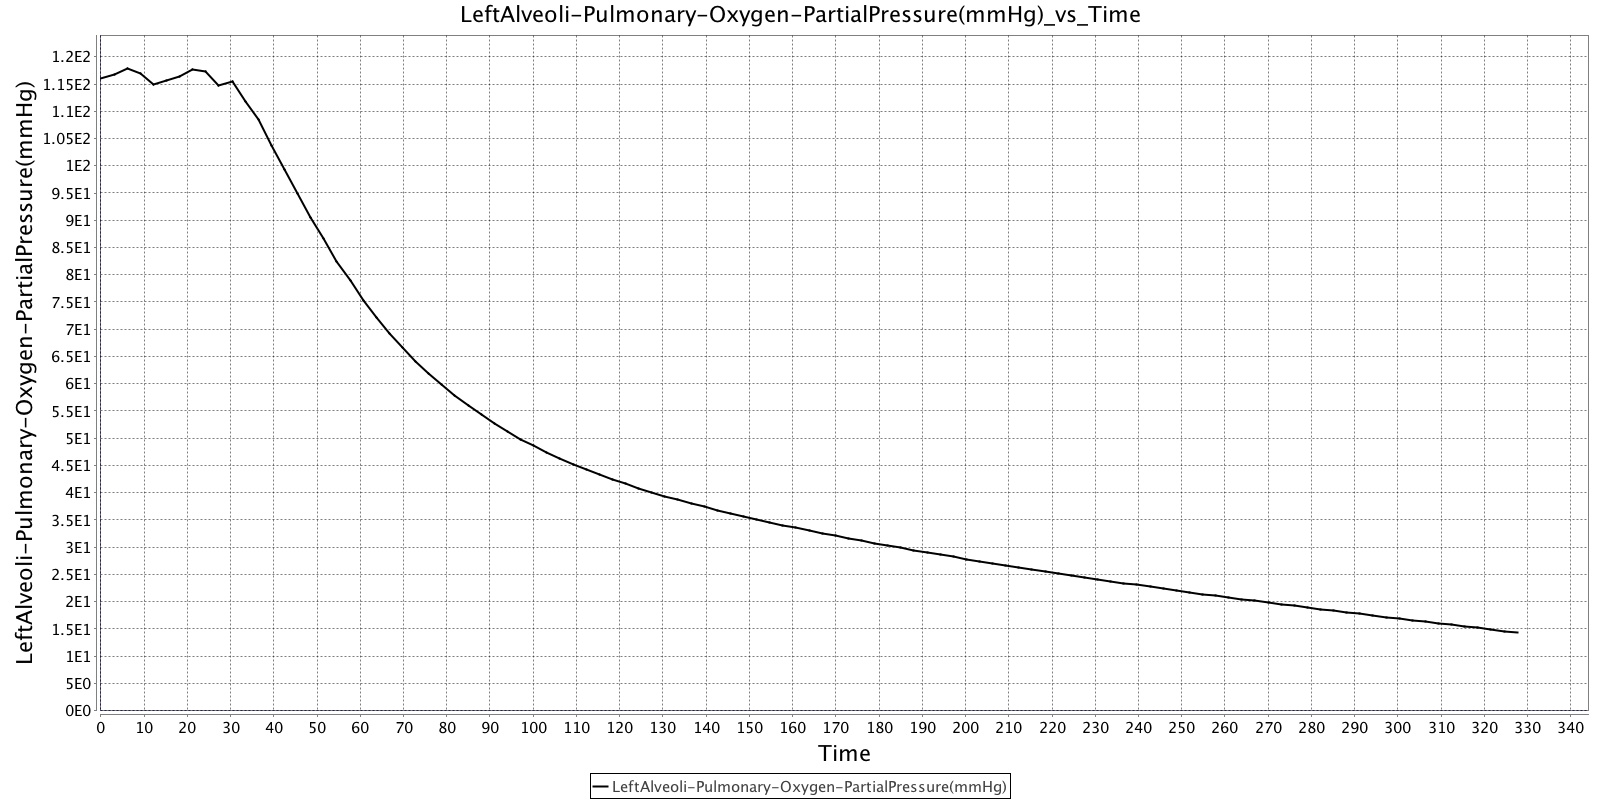 LeftAlveoli-Pulmonary-Oxygen-PartialPressure(mmHg)_vs_Time
LeftAlveoli-Pulmonary-Oxygen-PartialPressure(mmHg)
1.2E2
1.15E2
1.1E2
1.05E2
1E2
9.5E1
9E1
8.5E1
8E1
7.5E1
7E1
6.5E1
6E1
5.5E1
5E1
4.5E1
4E1
3.5E1
3E1
2.5E1
2E1
1.5E1
1E1
5E0
0E0
0 10 20 30 40 50 60 70 80 90 100 110 120 130 140 150 160 170 180 190 200 210 220 230 240 250 260 270 280 290 300 310 320 330 340
Time
LeftAlveoli-Pulmonary-Oxygen-PartialPressure(mmHg)